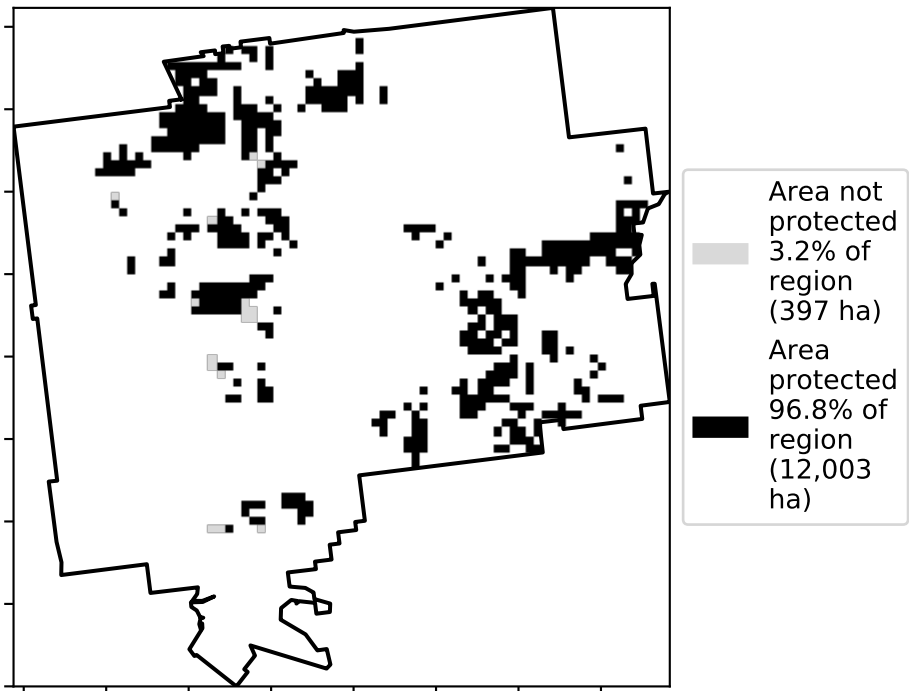 Area not
protected
3.2% of
region
(397 ha)
Area
protected
96.8% of
region
(12,003
ha)